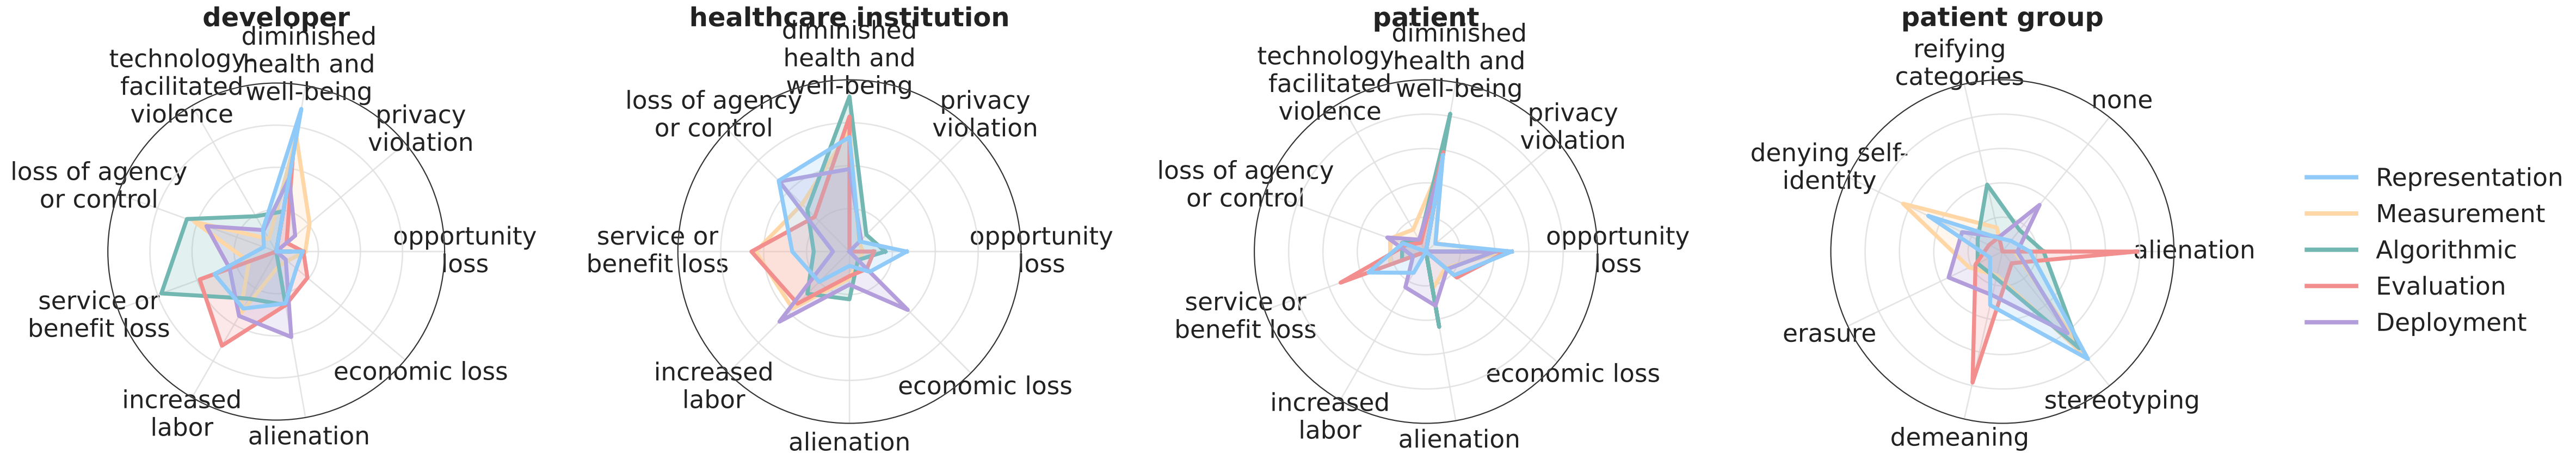 developer
diminished
health and
well-being
technology
facilitated
violence
privacy
violation
loss of agency
or control
opportunity
loss
service or
benefit loss
economic loss
increased
labor
alienation
healthcare institution
diminished
health and
well-being
loss of agency
or control
privacy
violation
service or
benefit loss
opportunity
loss
increased
labor
economic loss
alienation
patient
diminished
health and
well-being
technology
facilitated
violence
privacy
violation
loss of agency
or control
opportunity
loss
service or
benefit loss
economic loss
increased
labor
alienation
patient group
reifying
categories
none
denying self-
identity
alienation
erasure
stereotyping
demeaning
Representation
Measurement
Algorithmic
Evaluation
Deployment